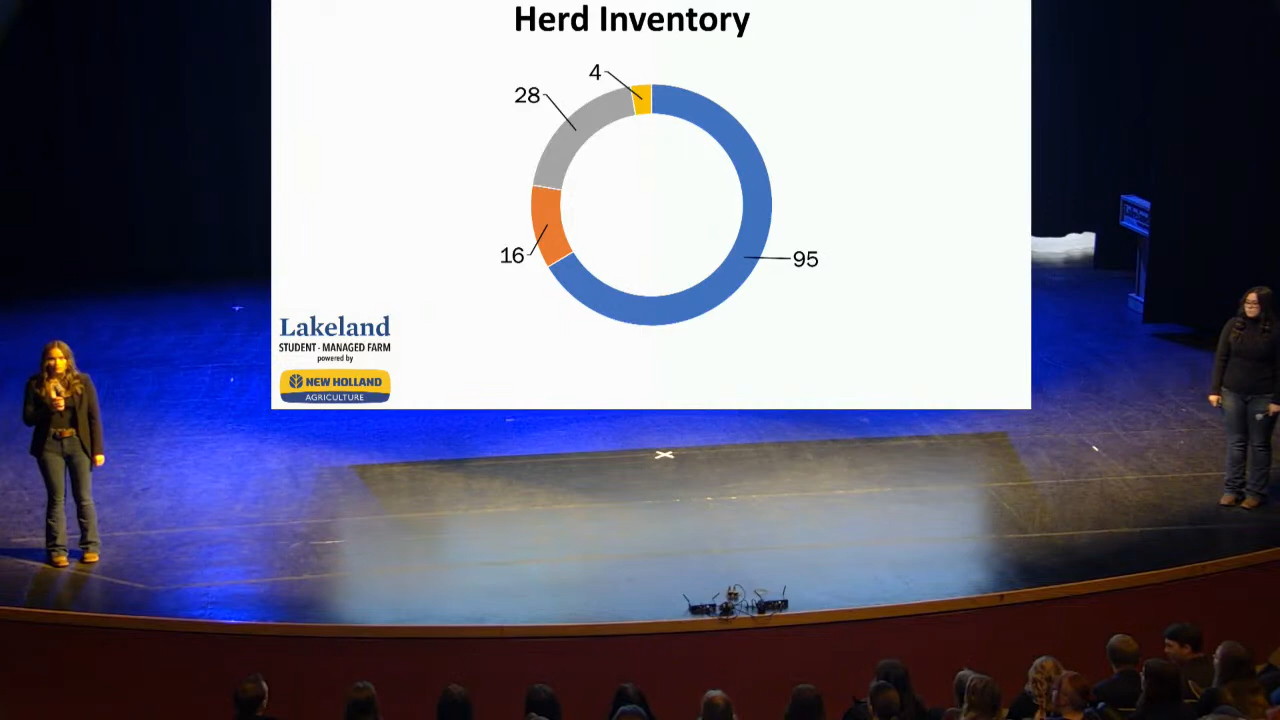 Herd Inventory
4
28
16
95
Lakeland
STUDENT-MANAGED FARM
powered by
NEW HOLLAND
AGRICULTURE